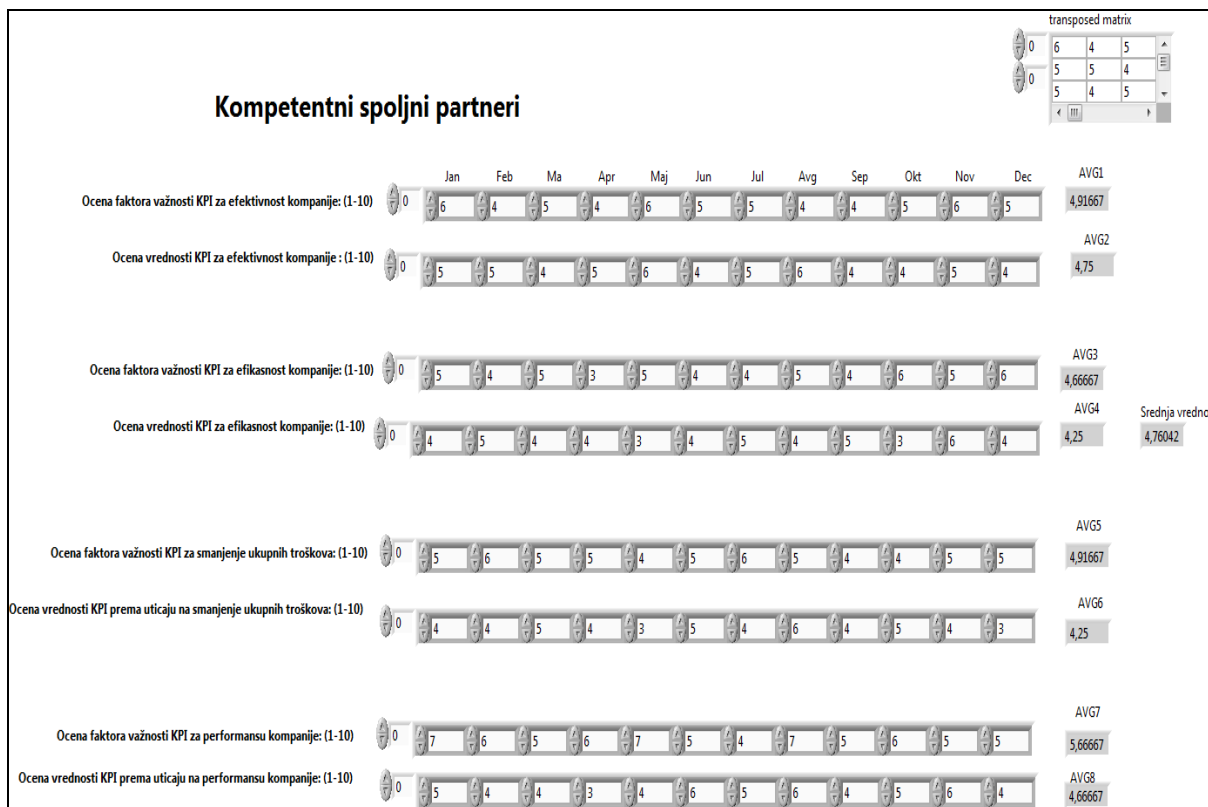 transposed matrix
0 6 4 5
0 5 5 4
5 4 5
Kompetentni spoljni partneri
Jan Feb Ma Apr Maj Jun Jul Avg Sep Okt Nov Dec AVG1
Ocena faktora važnosti KPI za efektivnost kompanije: (1-10) 0 6 4 5 4 6 5 5 4 4 5 6 5 4,91667
AVG2
Ocena vrednosti KPI za efektivnost kompanije : (1-10) 0 5 5 4 5 6 4 5 6 4 4 5 4 4,75
AVG3
Ocena faktora važnosti KPI za efikasnost kompanije: (1-10) 0 5 4 5 3 5 4 4 5 4 6 5 6 4,66667
AVG4 Srednja vredno
Ocena vrednosti KPI za efikasnost kompanije: (1-10) 0 4 5 4 4 3 4 5 4 5 3 6 4 4,25 4,76042
AVG5
Ocena faktora važnosti KPI za smanjenje ukupnih troškova: (1-10) 0 5 6 5 5 4 5 6 5 4 4 5 5 4,91667
AVG6
Ocena vrednosti KPI prema uticaju na smanjenje ukupnih troškova: (1-10) 0 4 4 5 4 3 5 4 6 4 5 4 3 4,25
AVG7
Ocena faktora važnosti KPI za performansu kompanije: (1-10) 0 7 6 5 6 7 5 4 7 5 6 5 5 5,66667
AVG8
Ocena vrednosti KPI prema uticaju na performansu kompanije: (1-10) 0 5 4 4 3 4 6 5 6 4 5 6 4 4,66667